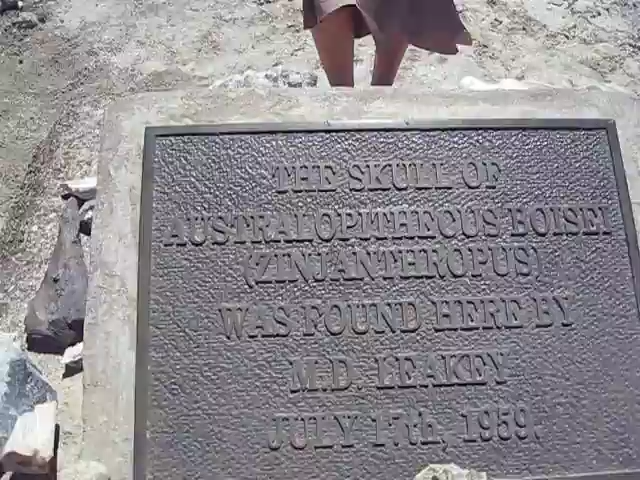 THE SKULL OF
AUSTRALOPITHECUS BOISEI
(ZINJANTHROPUS)
WAS FOUND HERE BY
M.D. LEAKEY
JULY 17th, 1959.